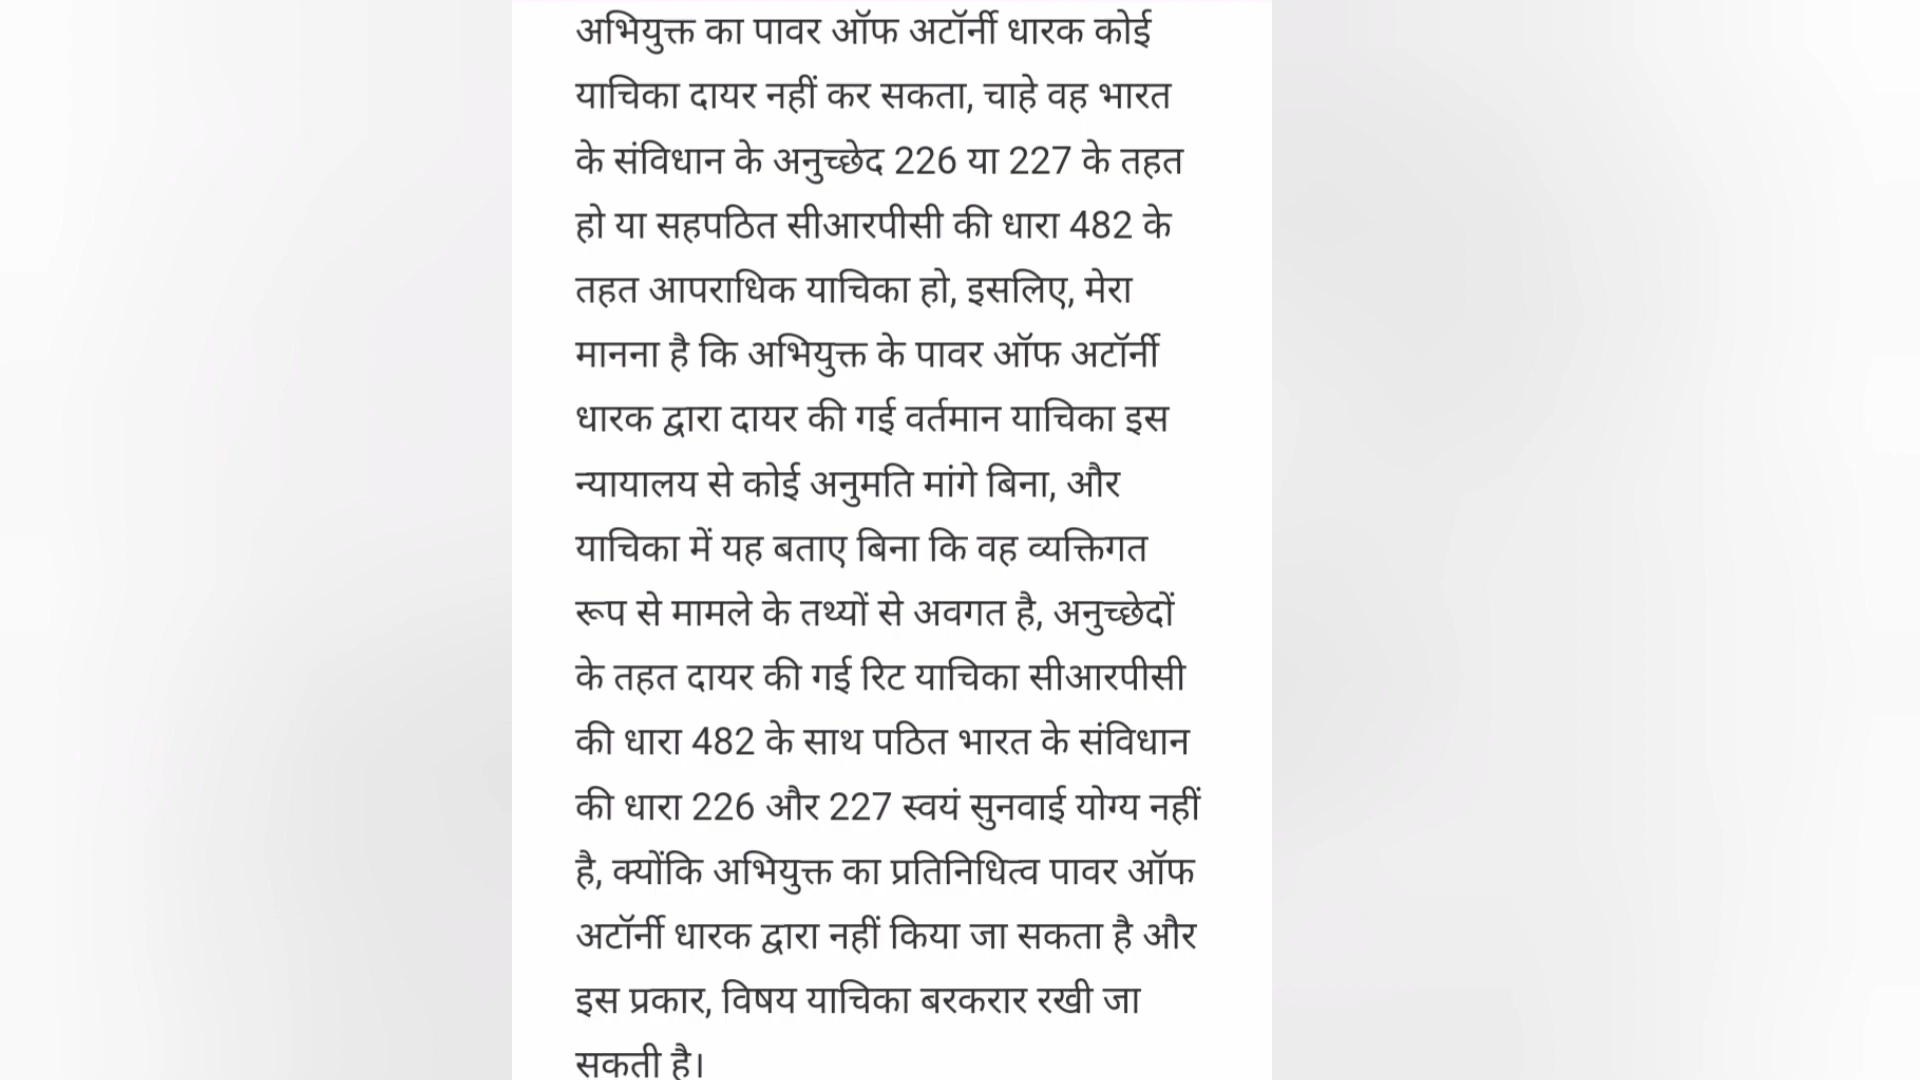 अभियुक्त का पावर ऑफ अटॉर्नी धारक कोई
याचिका दायर नहीं कर सकता, चाहे वह भारत
के संविधान के अनुच्छेद 226 या 227 के तहत
हो या सहपठित सीआरपीसी की धारा 482 के
तहत आपराधिक याचिका हो, इसलिए, मेरा
मानना है कि अभियुक्त के पावर ऑफ अटॉर्नी
धारक द्वारा दायर की गई वर्तमान याचिका इस
न्यायालय से कोई अनुमति मांगे बिना, और
याचिका में यह बताए बिना कि वह व्यक्तिगत
रूप से मामले के तथ्यों से अवगत है, अनुच्छेदों
के तहत दायर की गई रिट याचिका सीआरपीसी
की धारा 482 के साथ पठित भारत के संविधान
की धारा 226 और 227 स्वयं सुनवाई योग्य नहीं
है, क्योंकि अभियुक्त का प्रतिनिधित्व पावर ऑफ
अटॉर्नी धारक द्वारा नहीं किया जा सकता है और
इस प्रकार, विषय याचिका बरकरार रखी जा
सकती है।